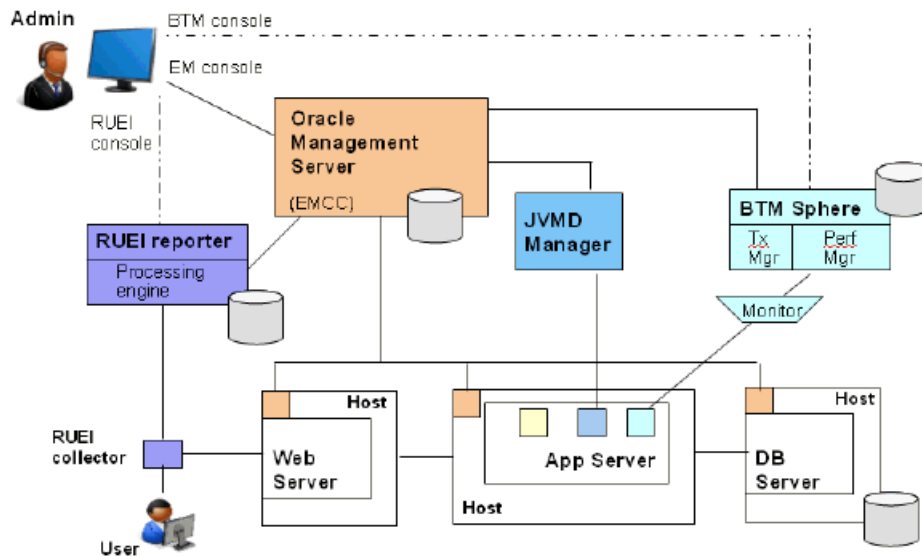 Admin
BTM console
EM console
RUEI
console
Oracle
Management
Server
(EMCC)
JVMD
Manager
BTM Sphere
Tx
Mgr
Perf
Mgr
RUEI reporter
Processing
engine
Monitor
Host
Host
RUEI
collector
Web
Server
App Server
DB
Server
Host
User